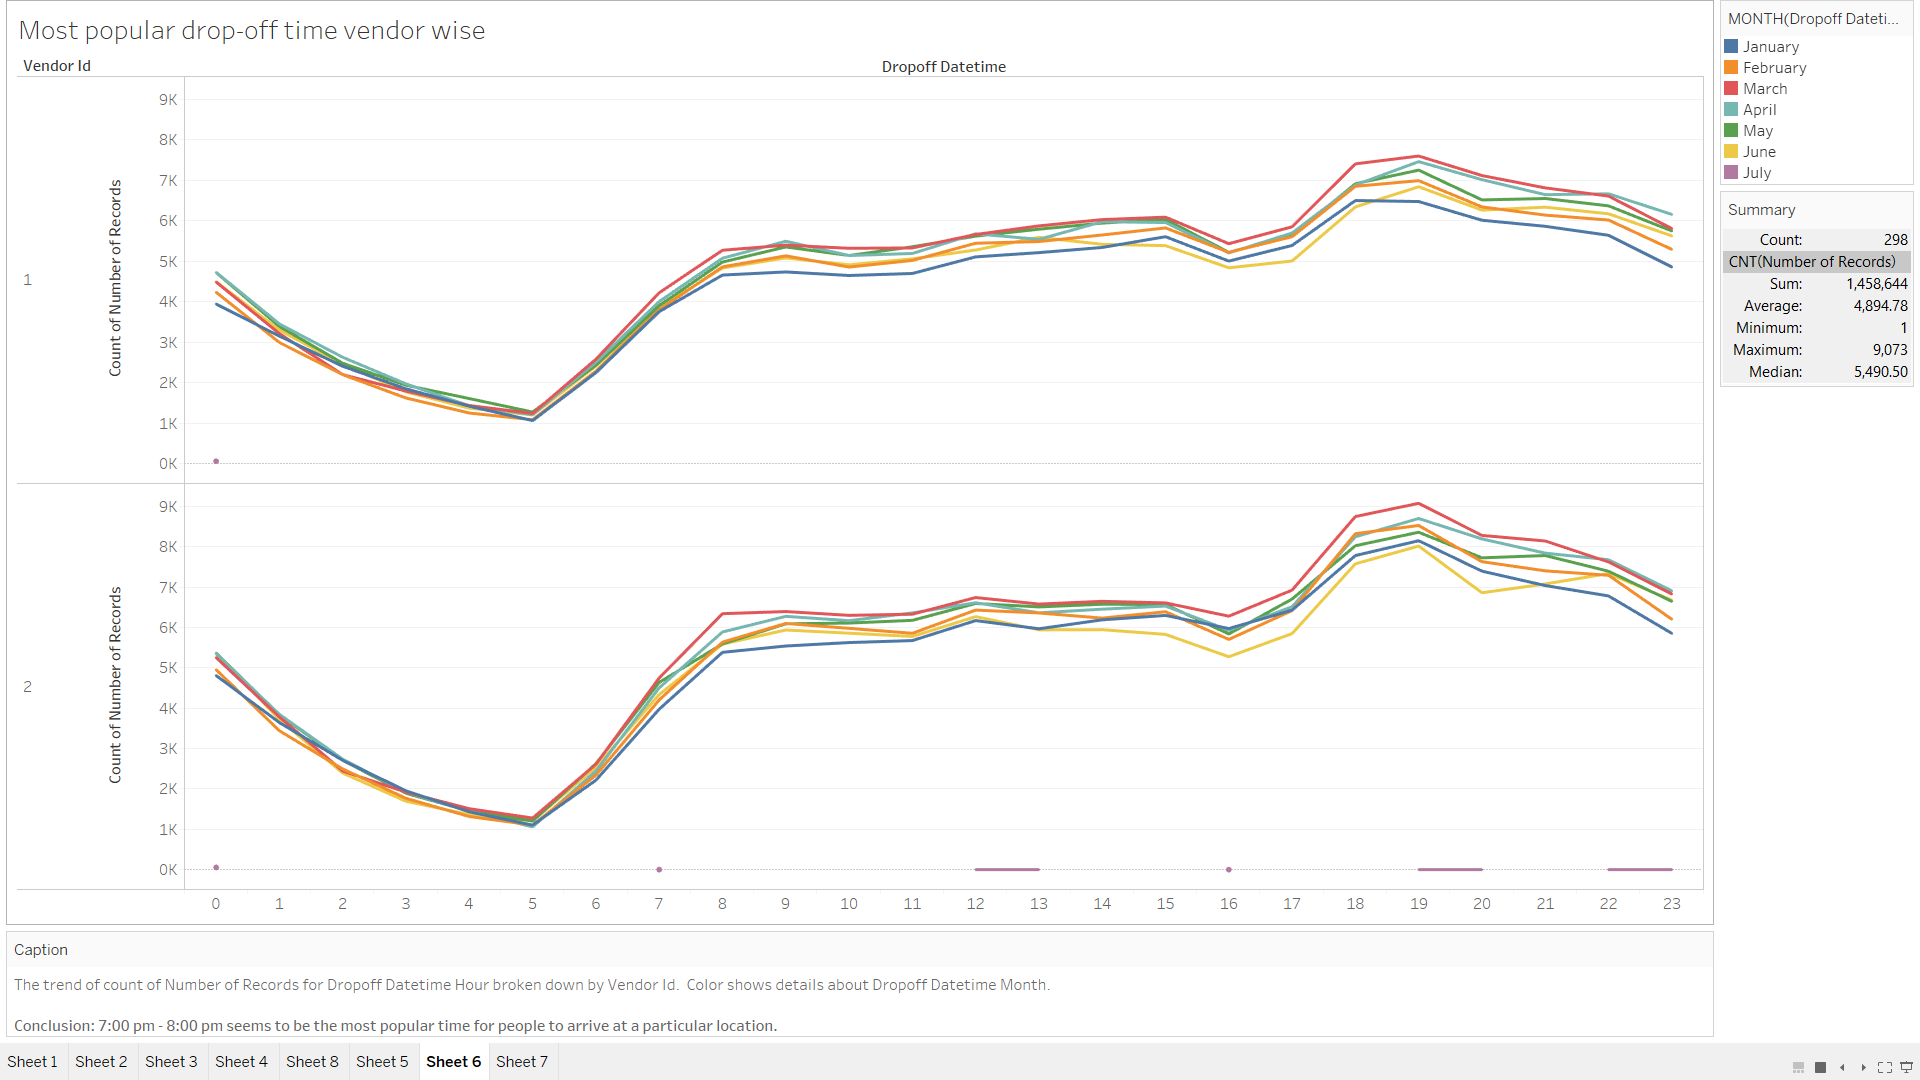 Most popular drop-off time vendor wise
Vendor Id
Dropoff Datetime
1
Count of Number of Records
9K
8K
7K
6K
5K
4K
3K
2K
1K
0K
2
Count of Number of Records
9K
8K
7K
6K
5K
4K
3K
2K
1K
0K
0 1 2 3 4 5 6 7 8 9 10 11 12 13 14 15 16 17 18 19 20 21 22 23
MONTH(Dropoff Dateti...
January
February
March
April
May
June
July
Summary
Count: 298
CNT(Number of Records)
Sum: 1,458,644
Average: 4,894.78
Minimum: 1
Maximum: 9,073
Median: 5,490.50
Caption
The trend of count of Number of Records for Dropoff Datetime Hour broken down by Vendor Id. Color shows details about Dropoff Datetime Month.
Conclusion: 7:00 pm - 8:00 pm seems to be the most popular time for people to arrive at a particular location.
Sheet 1 Sheet 2 Sheet 3 Sheet 4 Sheet 8 Sheet 5 Sheet 6 Sheet 7